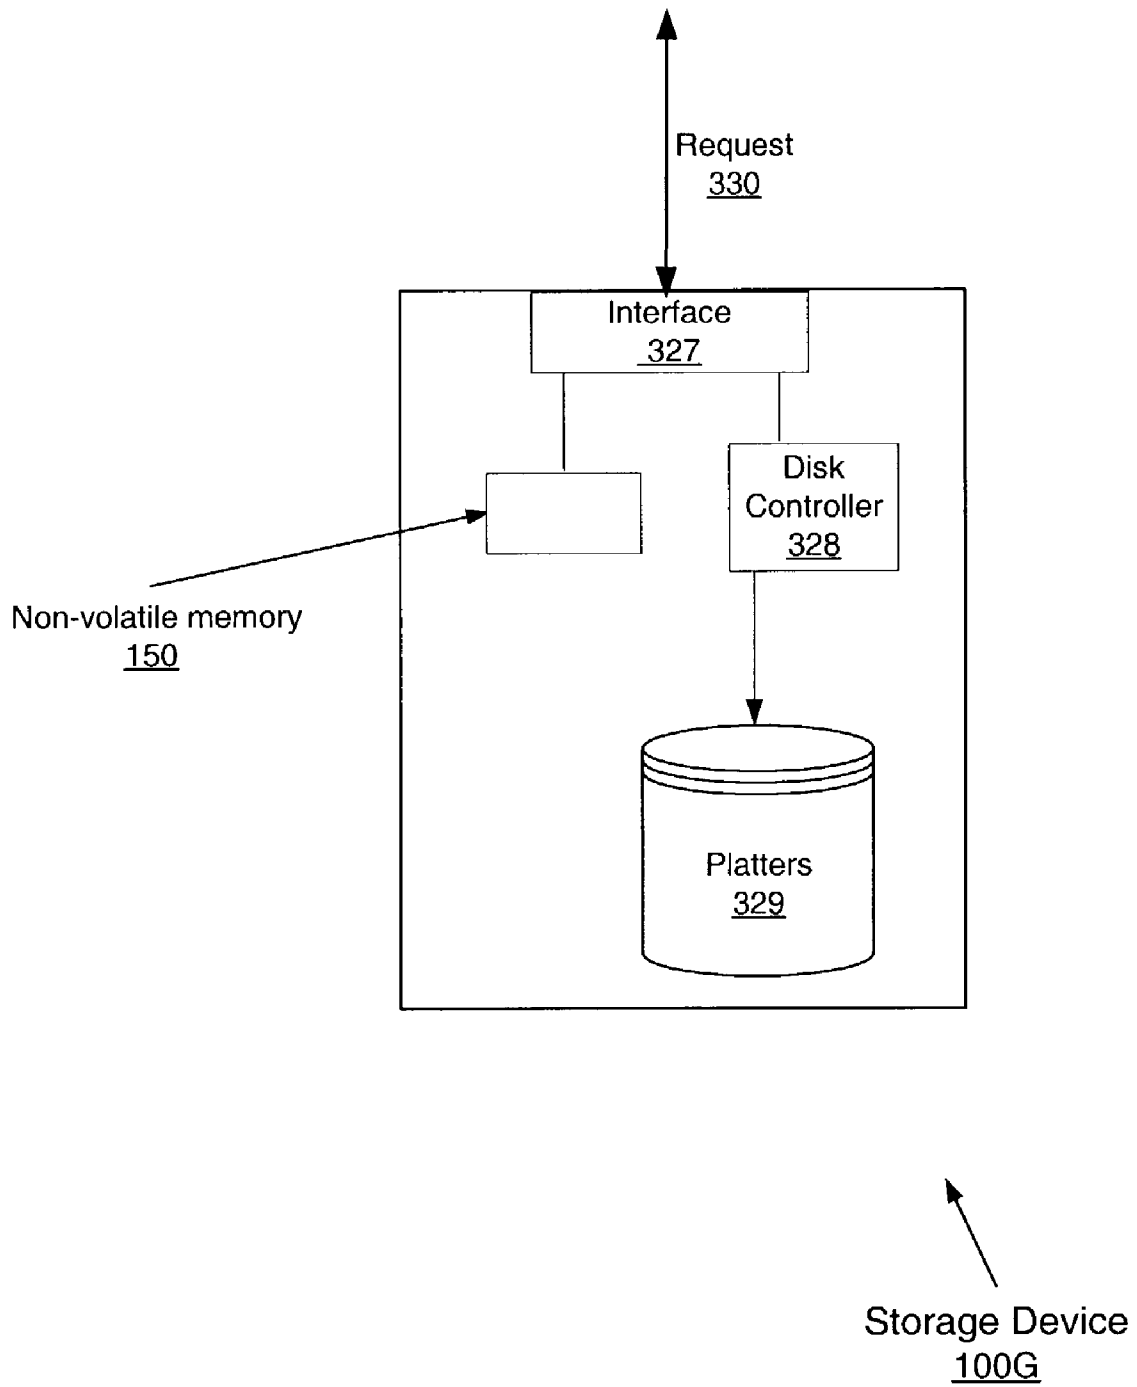 Request
330
Interface
327
Disk
Controller
328
Non-volatile memory
150
Platters
329
Storage Device
100G